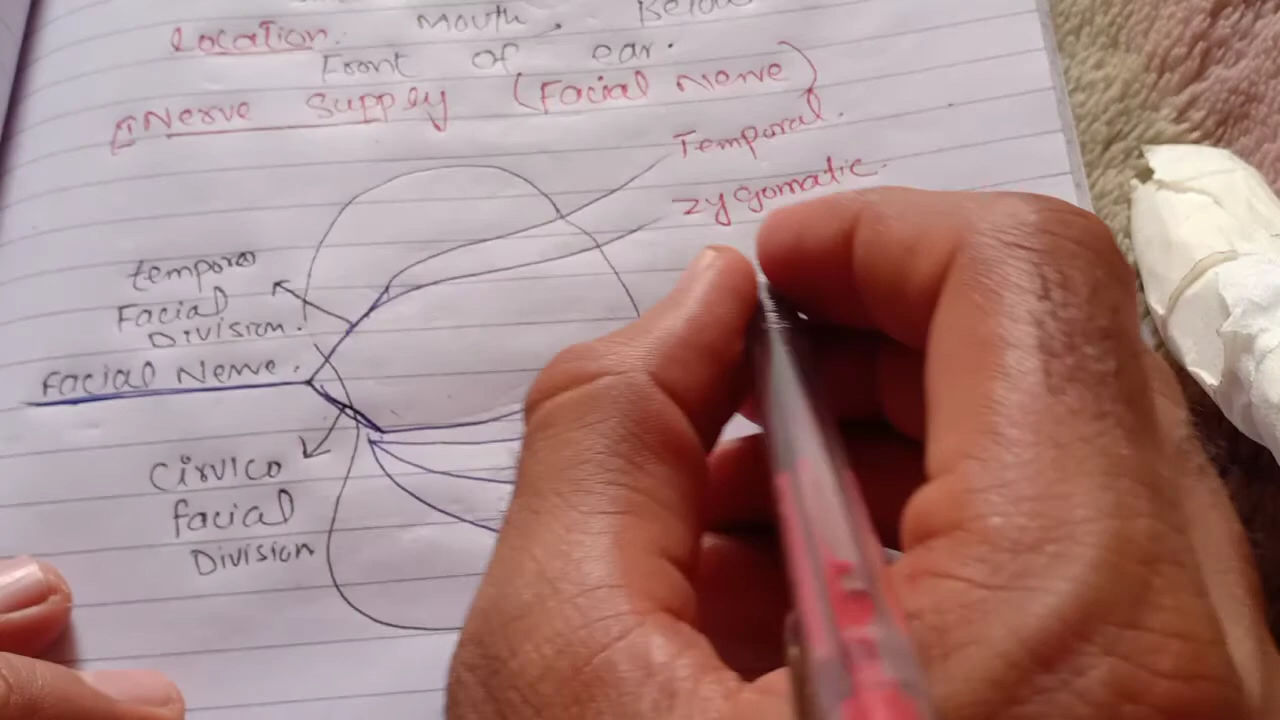 Location. Mouth, Below
Front of ear.
Nerve Supply (Facial Nerve)
Temporal.
zygomatic.
temporo
Facial
Division.
Facial Nerve.
Cirvico
facial
Division